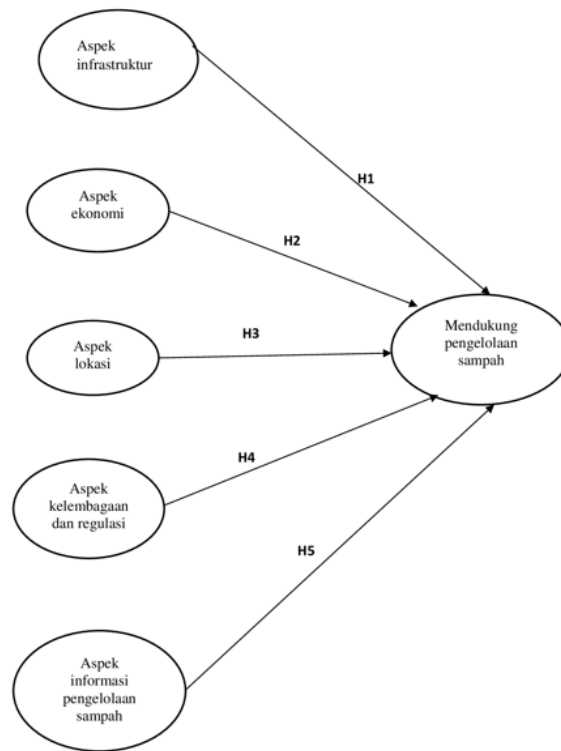 Aspek
infrastruktur
H1
Aspek
ekonomi
H2
Aspek
lokasi
H3
Mendukung
pengelolaan
sampah
Aspek
kelembagaan
dan regulasi
H4
Aspek
informasi
pengelolaan
sampah
H5